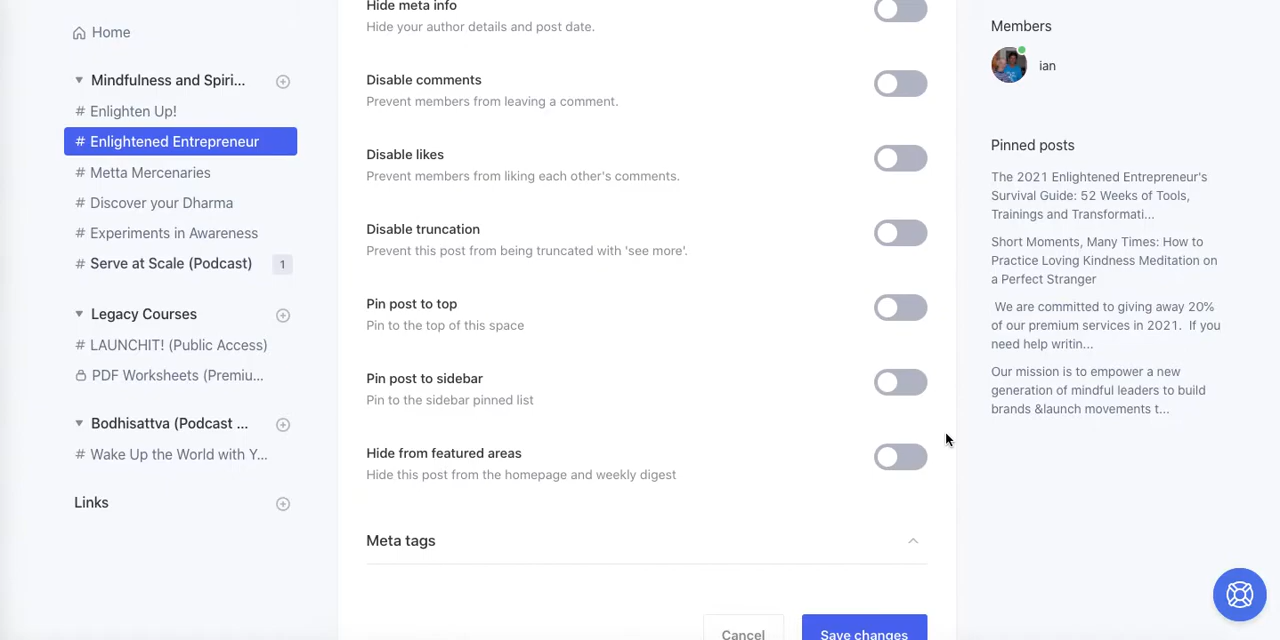 Home
Mindfulness and Spiri...
# Enlighten Up!
# Enlightened Entrepreneur
# Metta Mercenaries
# Discover your Dharma
# Experiments in Awareness
# Serve at Scale (Podcast) 1
Legacy Courses
# LAUNCHIT! (Public Access)
PDF Worksheets (Premiu...
Bodhisattva (Podcast ...
# Wake Up the World with Y...
Links
Hide meta info
Hide your author details and post date.
Disable comments
Prevent members from leaving a comment.
Disable likes
Prevent members from liking each other's comments.
Disable truncation
Prevent this post from being truncated with 'see more'.
Pin post to top
Pin to the top of this space
Pin post to sidebar
Pin to the sidebar pinned list
Hide from featured areas
Hide this post from the homepage and weekly digest
Meta tags
Cancel
Save changes
Members
ian
Pinned posts
The 2021 Enlightened Entrepreneur's
Survival Guide: 52 Weeks of Tools,
Trainings and Transformati...
Short Moments, Many Times: How to
Practice Loving Kindness Meditation on
a Perfect Stranger
We are committed to giving away 20%
of our premium services in 2021.  If you
need help writin...
Our mission is to empower a new
generation of mindful leaders to build
brands &launch movements t...